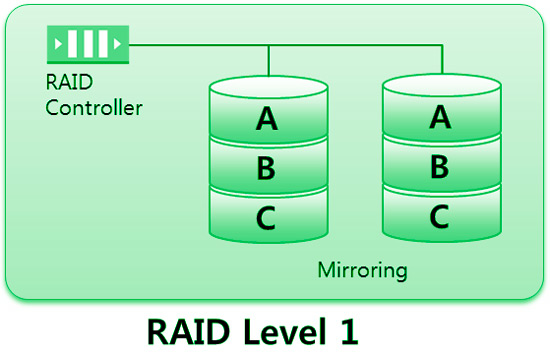 RAID
Controller
A
A
B
B
C
C
Mirroring
RAID Level 1